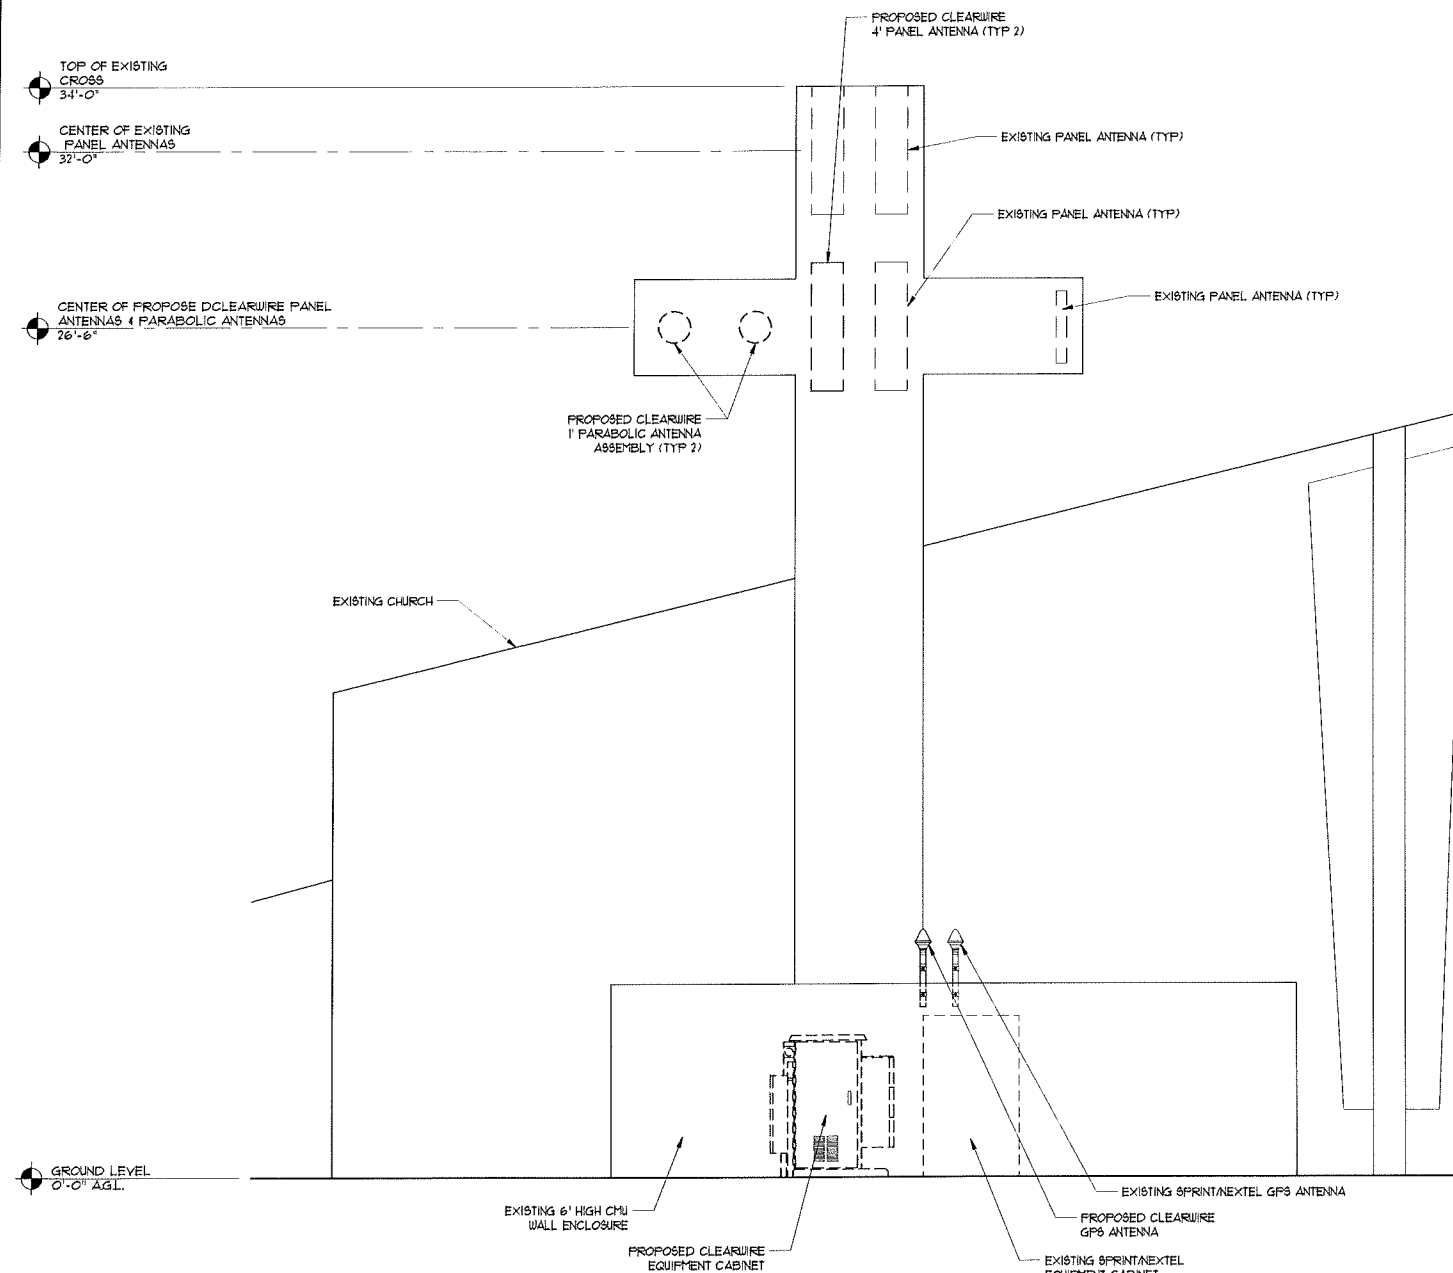 PROPOSED CLEARWIRE
4' PANEL ANTENNA (TYP 2)
TOP OF EXISTING
CROSS
34'-0"
CENTER OF EXISTING
PANEL ANTENNAS
32'-0"
EXISTING PANEL ANTENNA (TYP)
EXISTING PANEL ANTENNA (TYP)
EXISTING PANEL ANTENNA (TYP)
CENTER OF PROPOSE DCLEARWIRE PANEL
ANTENNAS & PARABOLIC ANTENNAS
26'-6"
PROPOSED CLEARWIRE
1' PARABOLIC ANTENNA
ASSEMBLY (TYP 2)
EXISTING CHURCH
GROUND LEVEL
0'-0" AGL.
EXISTING 6' HIGH CMU
WALL ENCLOSURE
PROPOSED CLEARWIRE
EQUIPMENT CABINET
EXISTING SPRINT/NEXTEL GPS ANTENNA
PROPOSED CLEARWIRE
GPS ANTENNA
EXISTING SPRINT/NEXTEL
EQUIPMENT CABINET